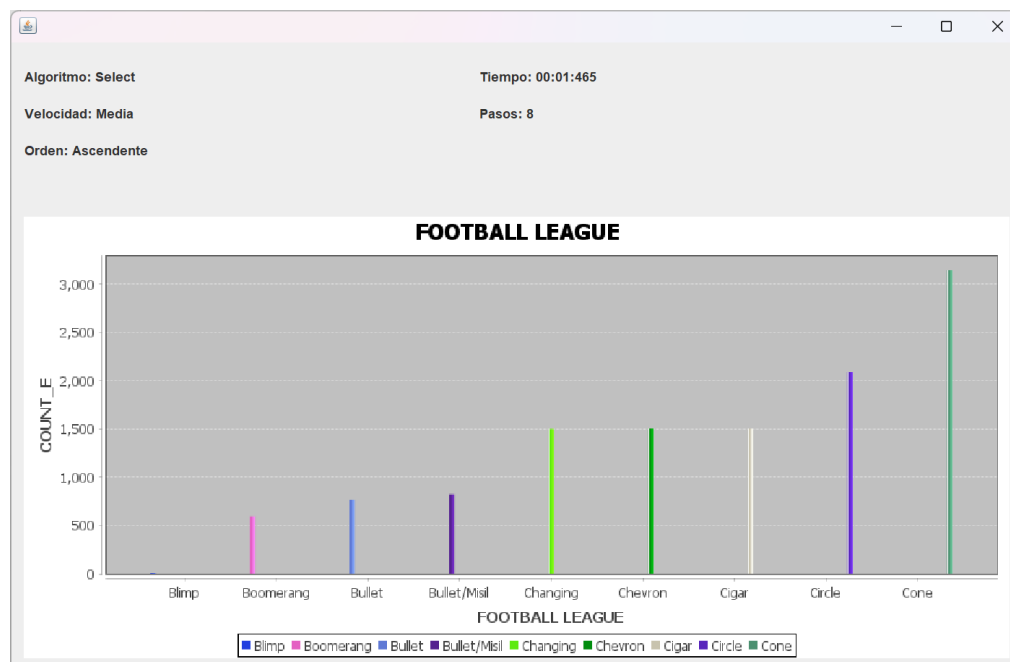 Algoritmo: Select
Tiempo: 00:01:465
Velocidad: Media
Pasos: 8
Orden: Ascendente
FOOTBALL LEAGUE
COUNT_E
3,000
2,500
2,000
1,500
1,000
500
0
Blimp Boomerang Bullet Bullet/Misil Changing Chevron Cigar Circle Cone
FOOTBALL LEAGUE
Blimp Boomerang Bullet Bullet/Misil Changing Chevron Cigar Circle Cone